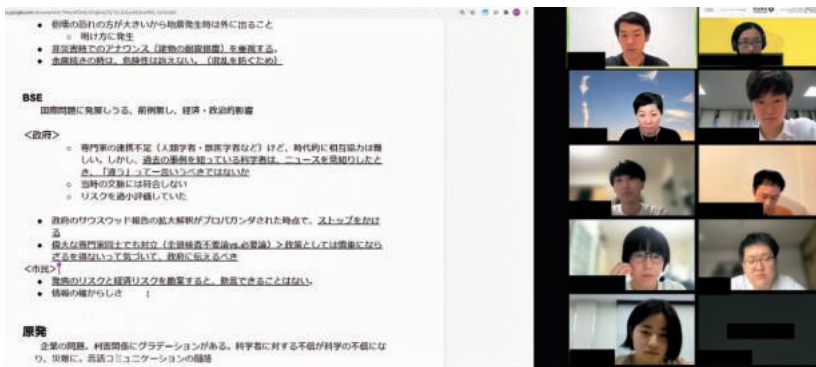 倒壊の恐れの方が大きいから地震発生時は外に出ること
明け方に発生
非災害時でのアナウンス（建物の耐震措置）を重視する。
余震続きの時は、危険性は訴えない。（混乱を防ぐため）
BSE
国際問題に発展しうる、前例無し、経済・政治的影響
<政府>
専門家の連携不足（人類学者・獣医学者など）けど、時代的に相互協力は難
しい。しかし、過去の事例を知っている科学者は、ニュースを見知りしたと
き、「違う」って一言いうべきではないか
当時の文脈には符合しない
リスクを過小評価していた
政府のサウスウッド報告の拡大解釈がプロパガンダされた時点で、ストップをかけ
る
偉大な専門家同士でも対立（全頭検査不要論vs.必要論）＞政策としては慎重になら
ざるを得ないって気づいて、政府に伝えるべき
<市民>
発病のリスクと経済リスクを勘案すると、助言できることはない。
情報の確からしさ
原発
企業の問題。利害関係にグラデーションがある。科学者に対する不信が科学の不信にな
り、災難に。言語コミュニケーションの